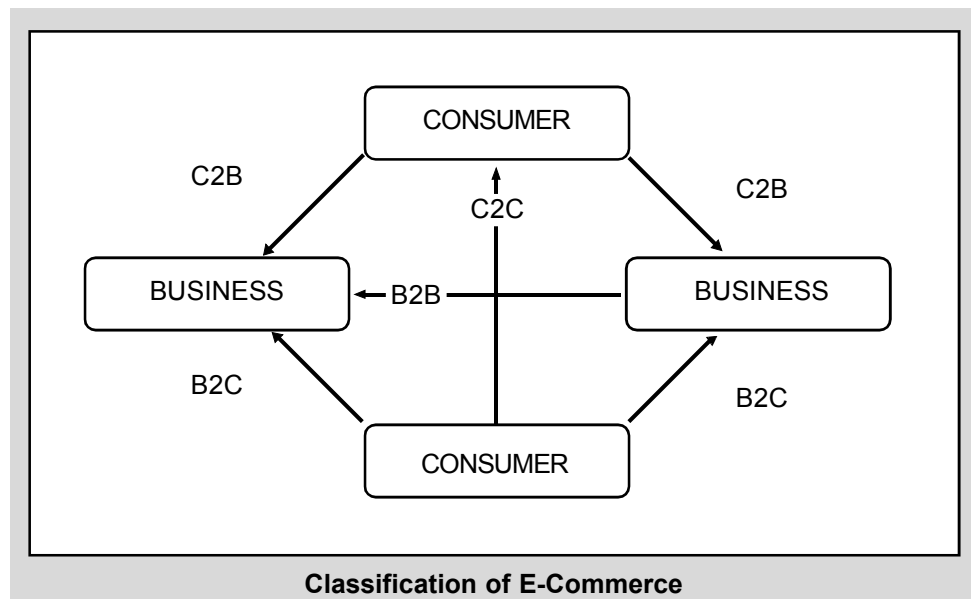 CONSUMER
C2B
C2B
C2C
BUSINESS
B2B
BUSINESS
B2C
B2C
CONSUMER
Classification of E-Commerce